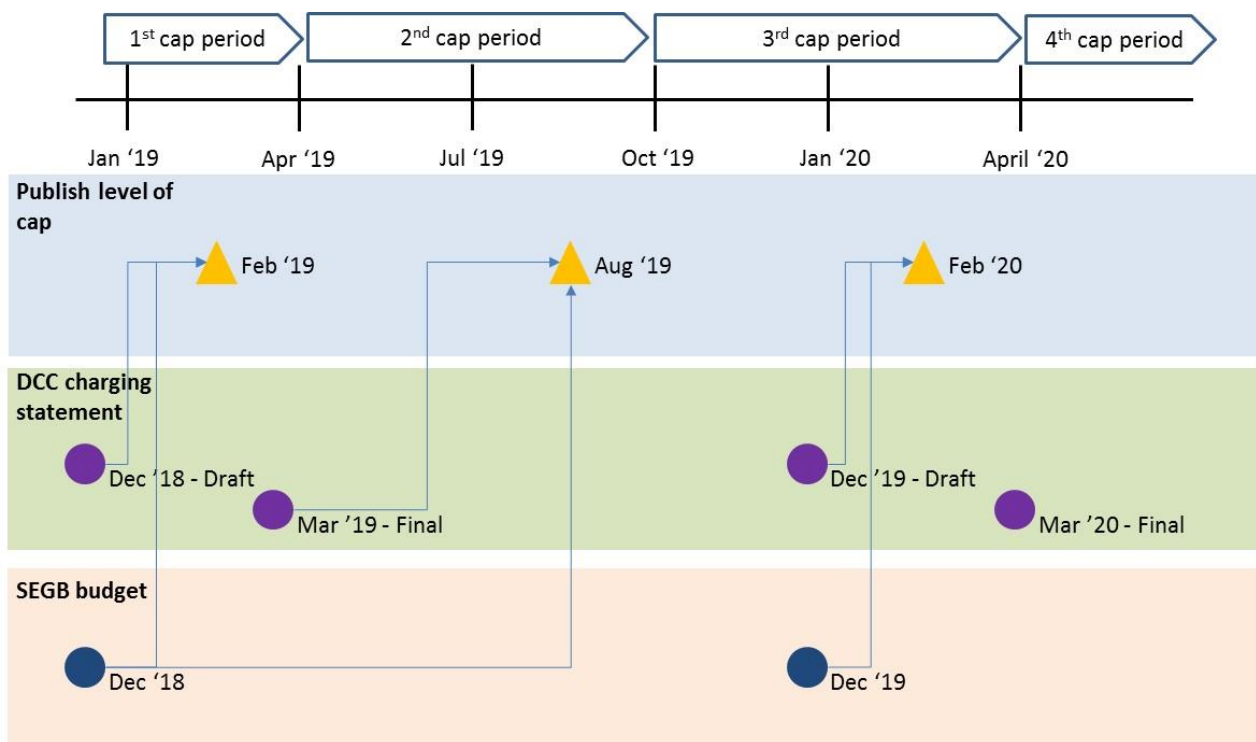 1st cap period
2nd cap period
3rd cap period
4th cap period
Jan ‘19
Apr ‘19
Jul ‘19
Oct ‘19
Jan ‘20
April ‘20
Publish level of
cap
Feb ‘19
Aug ‘19
Feb ‘20
DCC charging
statement
Dec ’18 - Draft
Mar ’19 - Final
Dec ’19 - Draft
Mar ’20 - Final
SEGB budget
Dec ‘18
Dec ‘19